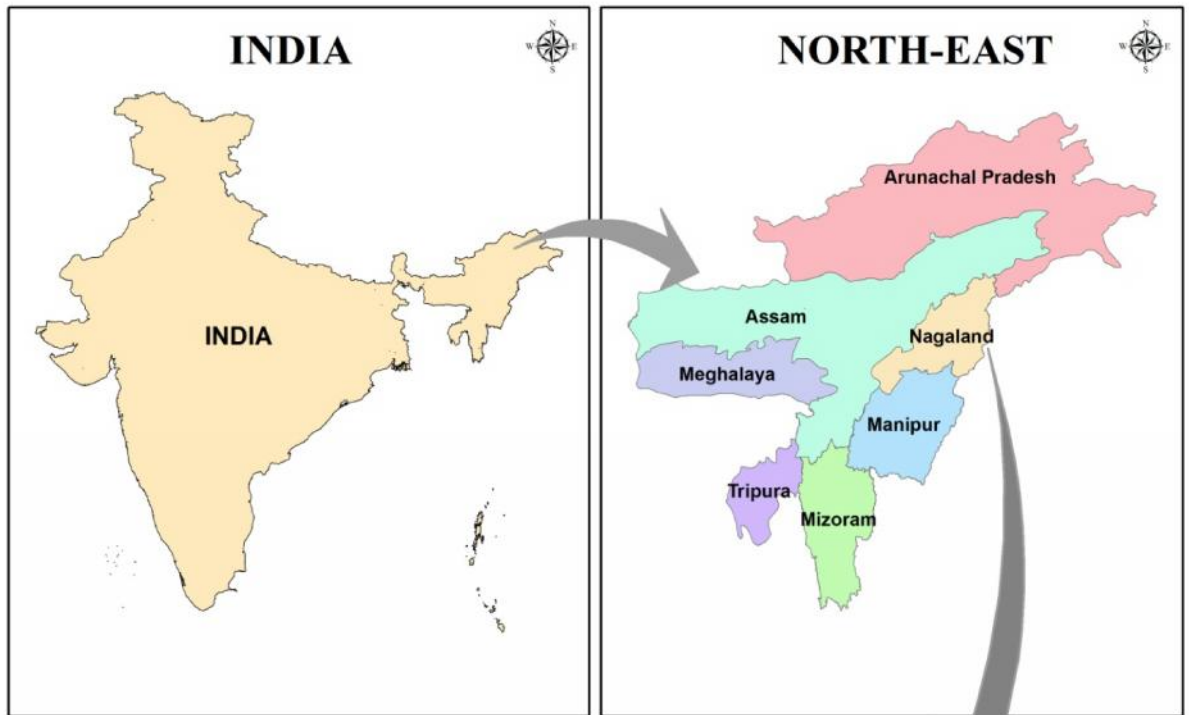 INDIA
N
W E
S
INDIA
NORTH-EAST
N
W E
S
Arunachal Pradesh
Assam
Nagaland
Meghalaya
Manipur
Tripura
Mizoram